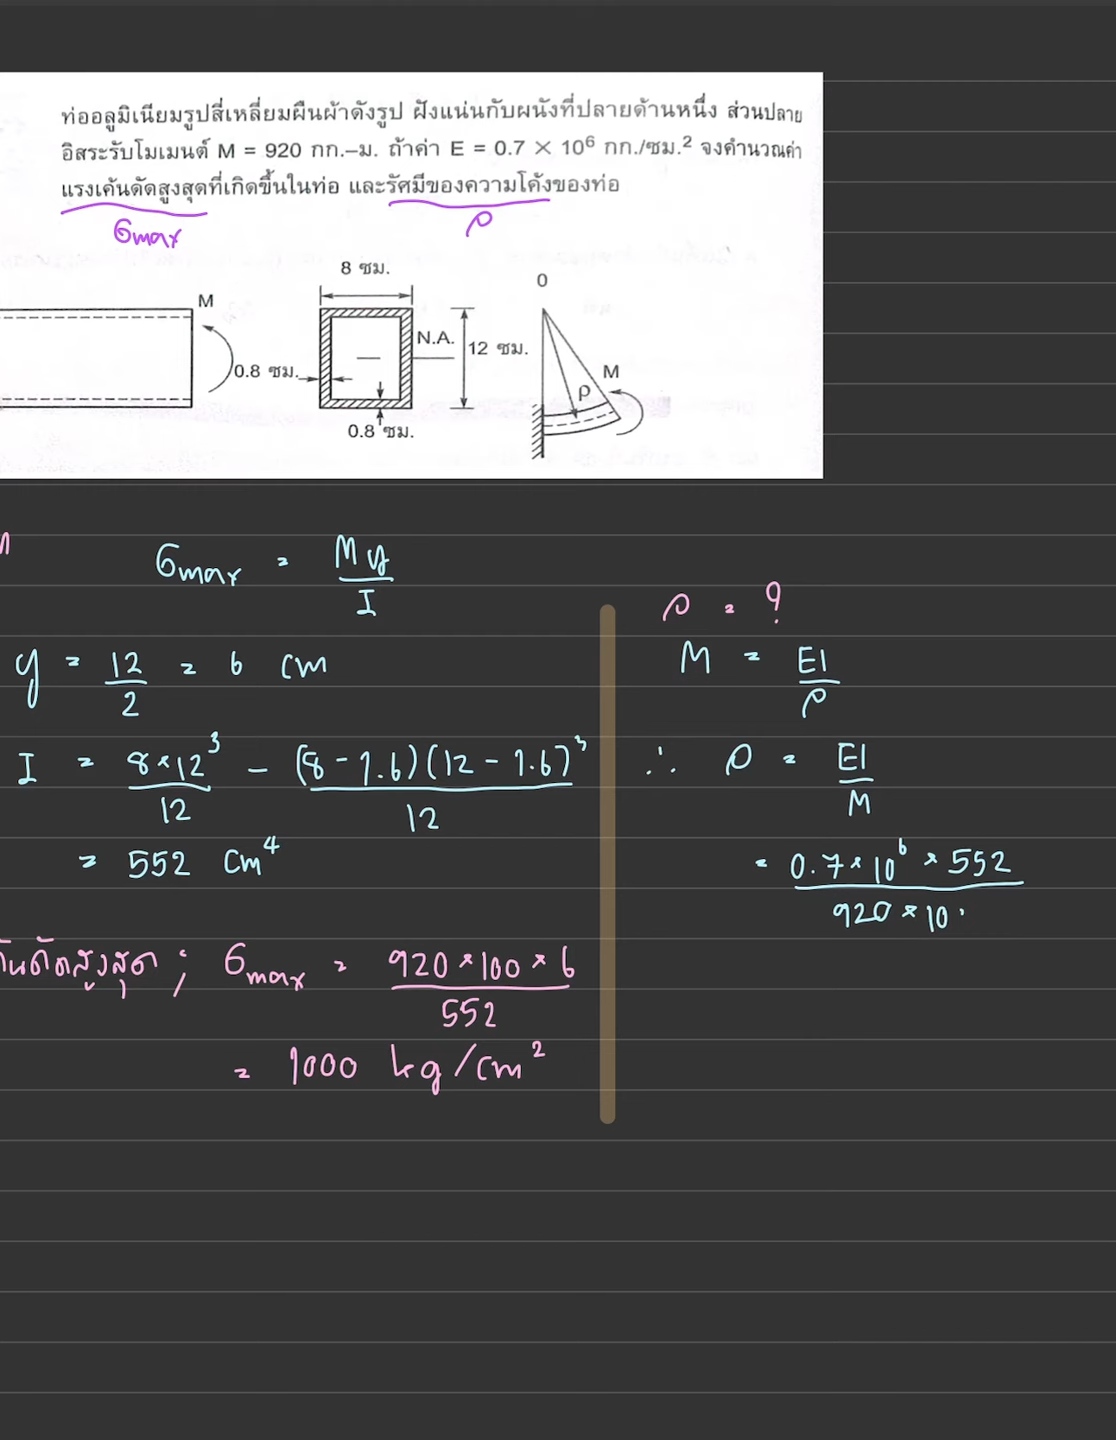 ท่ออลูมิเนียมรูปสี่เหลี่ยมผืนผ้าดังรูป ฝังแน่นกับผนังที่ปลายด้านหนึ่ง ส่วนปลาย
อิสระรับโมเมนต์ M = 920 กก.–ม. ถ้าค่า E = 0.7 × 10⁶ กก./ซม.² จงคำนวณค่า
แรงเค้นดัดสูงสุดที่เกิดขึ้นในท่อ และรัศมีของความโค้งของท่อ
σmax
ρ
8 ซม.
0
M
N.A.
12 ซม.
0.8 ซม.
M
ρ
0.8 ซม.
σmax = My/I
ρ = ?
y = 12/2 = 6 cm
M = EI/ρ
I = 8×12³/12 − (8−1.6)(12−1.6)³/12
∴ ρ = EI/M
= 552 cm⁴
= 0.7×10⁶ × 552/920×10
ค้นดัดสูงสุด ; σmax = 920×100×6/552
= 1000 kg/cm²